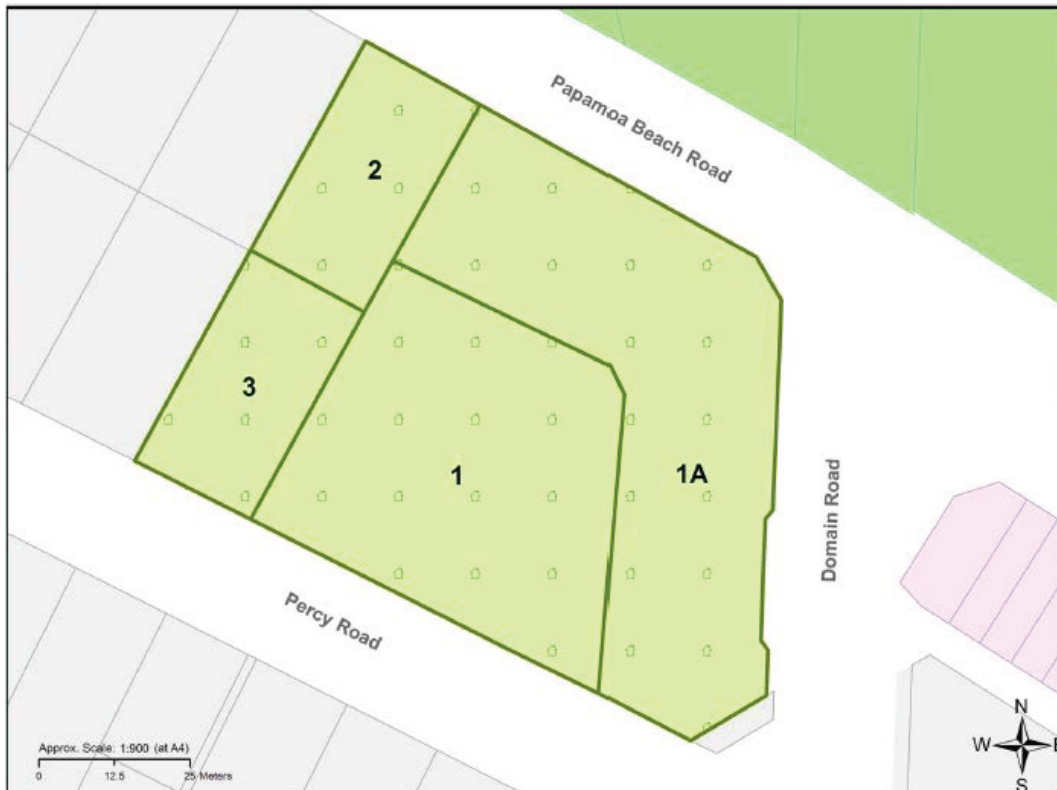 Papamoa Beach Road
2
3
1
1A
Domain Road
Percy Road
Approx. Scale: 1:900 (at A4)
0 12.5 25 Meters
N
W E
S